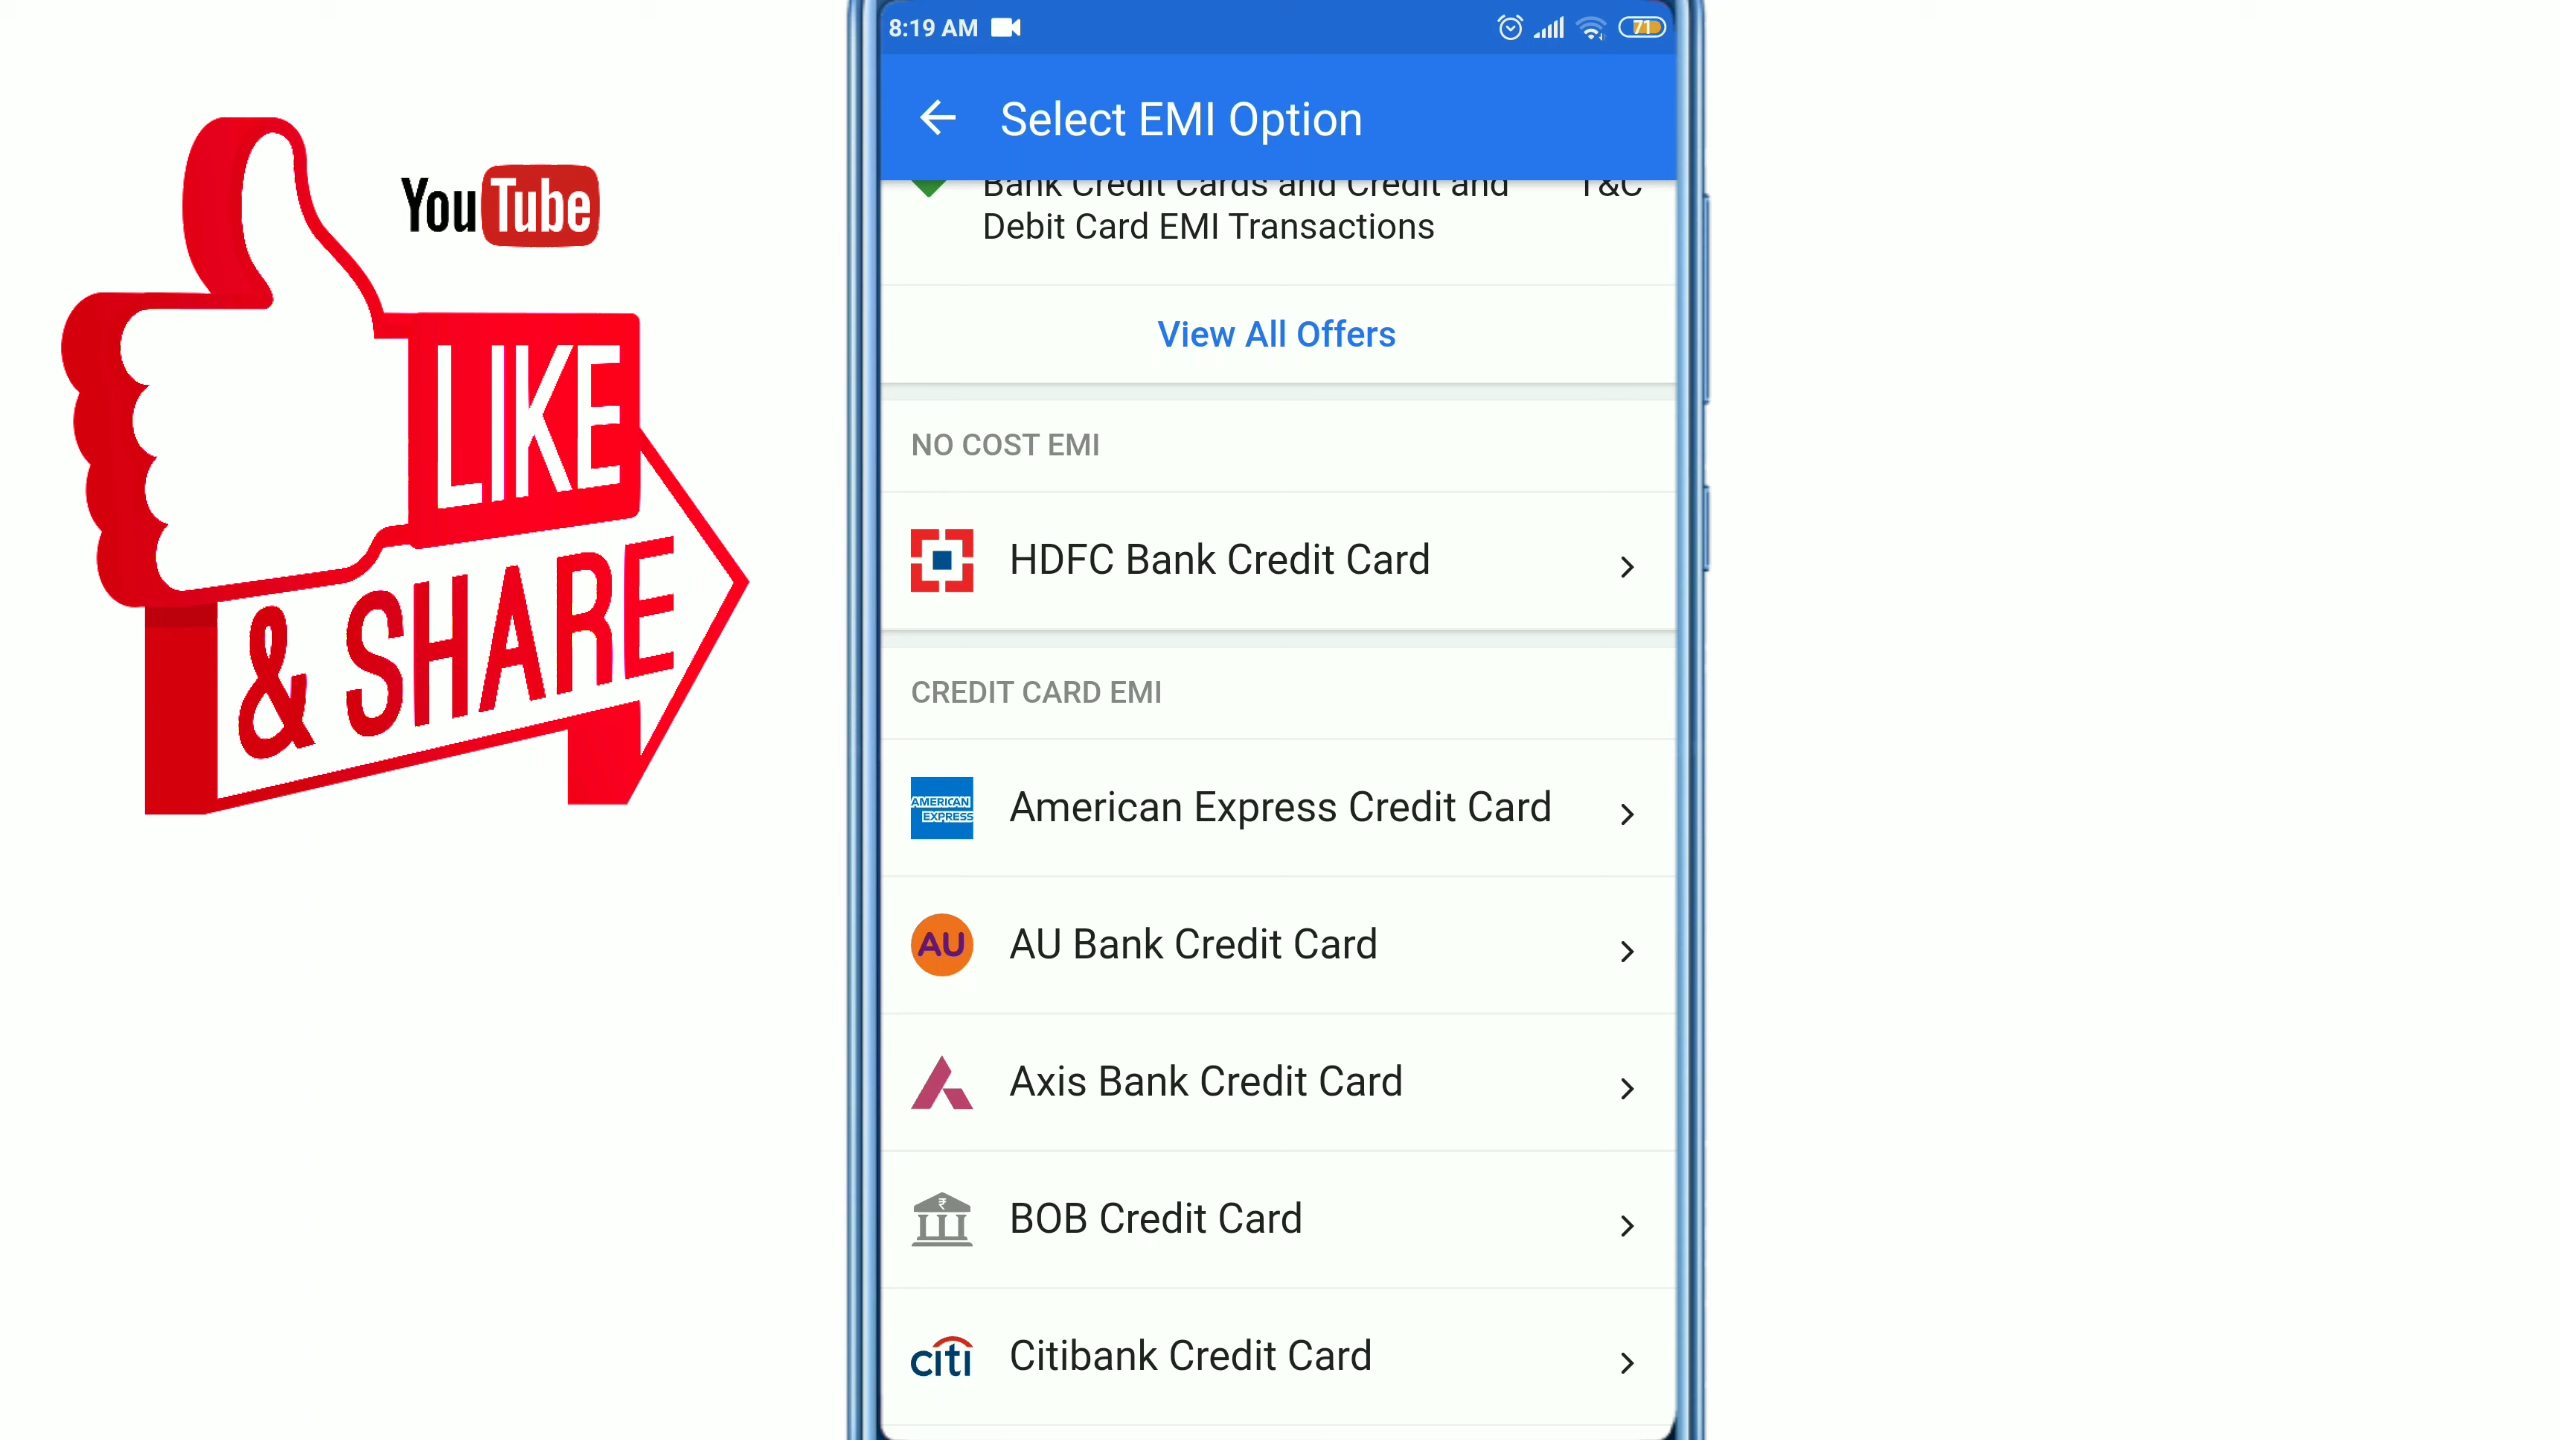 YouTube
LIKE
& SHARE
8:19 AM
71
Select EMI Option
Bank Credit Cards and Credit and
T&C
Debit Card EMI Transactions
View All Offers
NO COST EMI
HDFC Bank Credit Card
CREDIT CARD EMI
AMERICAN
EXPRESS
American Express Credit Card
AU
AU Bank Credit Card
Axis Bank Credit Card
₹
BOB Credit Card
citi
Citibank Credit Card